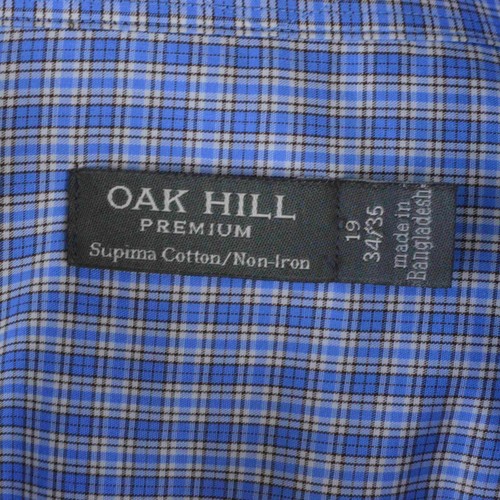 OAK HILL
PREMIUM
Supima Cotton/Non-Iron
19
34/35
made in
Bangladesh